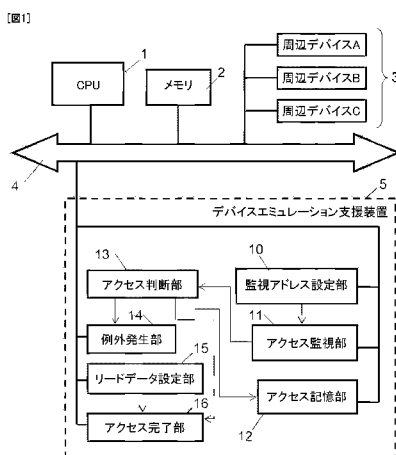 [図1]
1
CPU
2
メモリ
周辺デバイスA
周辺デバイスB
周辺デバイスC
3
4
5
デバイスエミュレーション支援装置
13
アクセス判断部
10
監視アドレス設定部
14
例外発生部
11
アクセス監視部
15
リードデータ設定部
16
アクセス完了部
アクセス記憶部
12